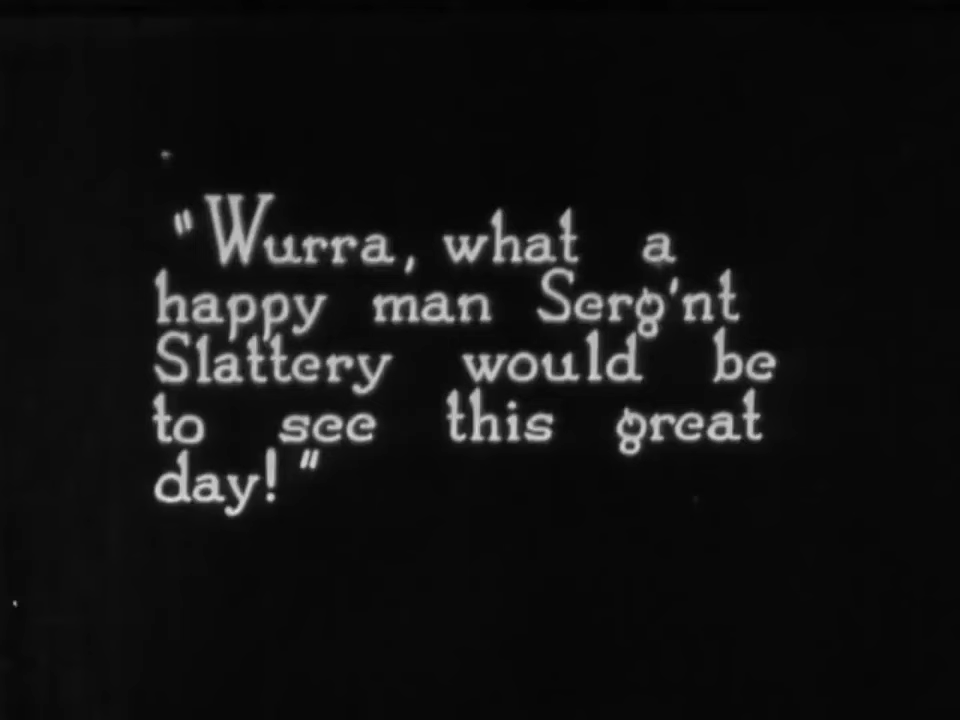 "Wurra, what a
happy man Serg'nt
Slattery would be
to see this great
day!"